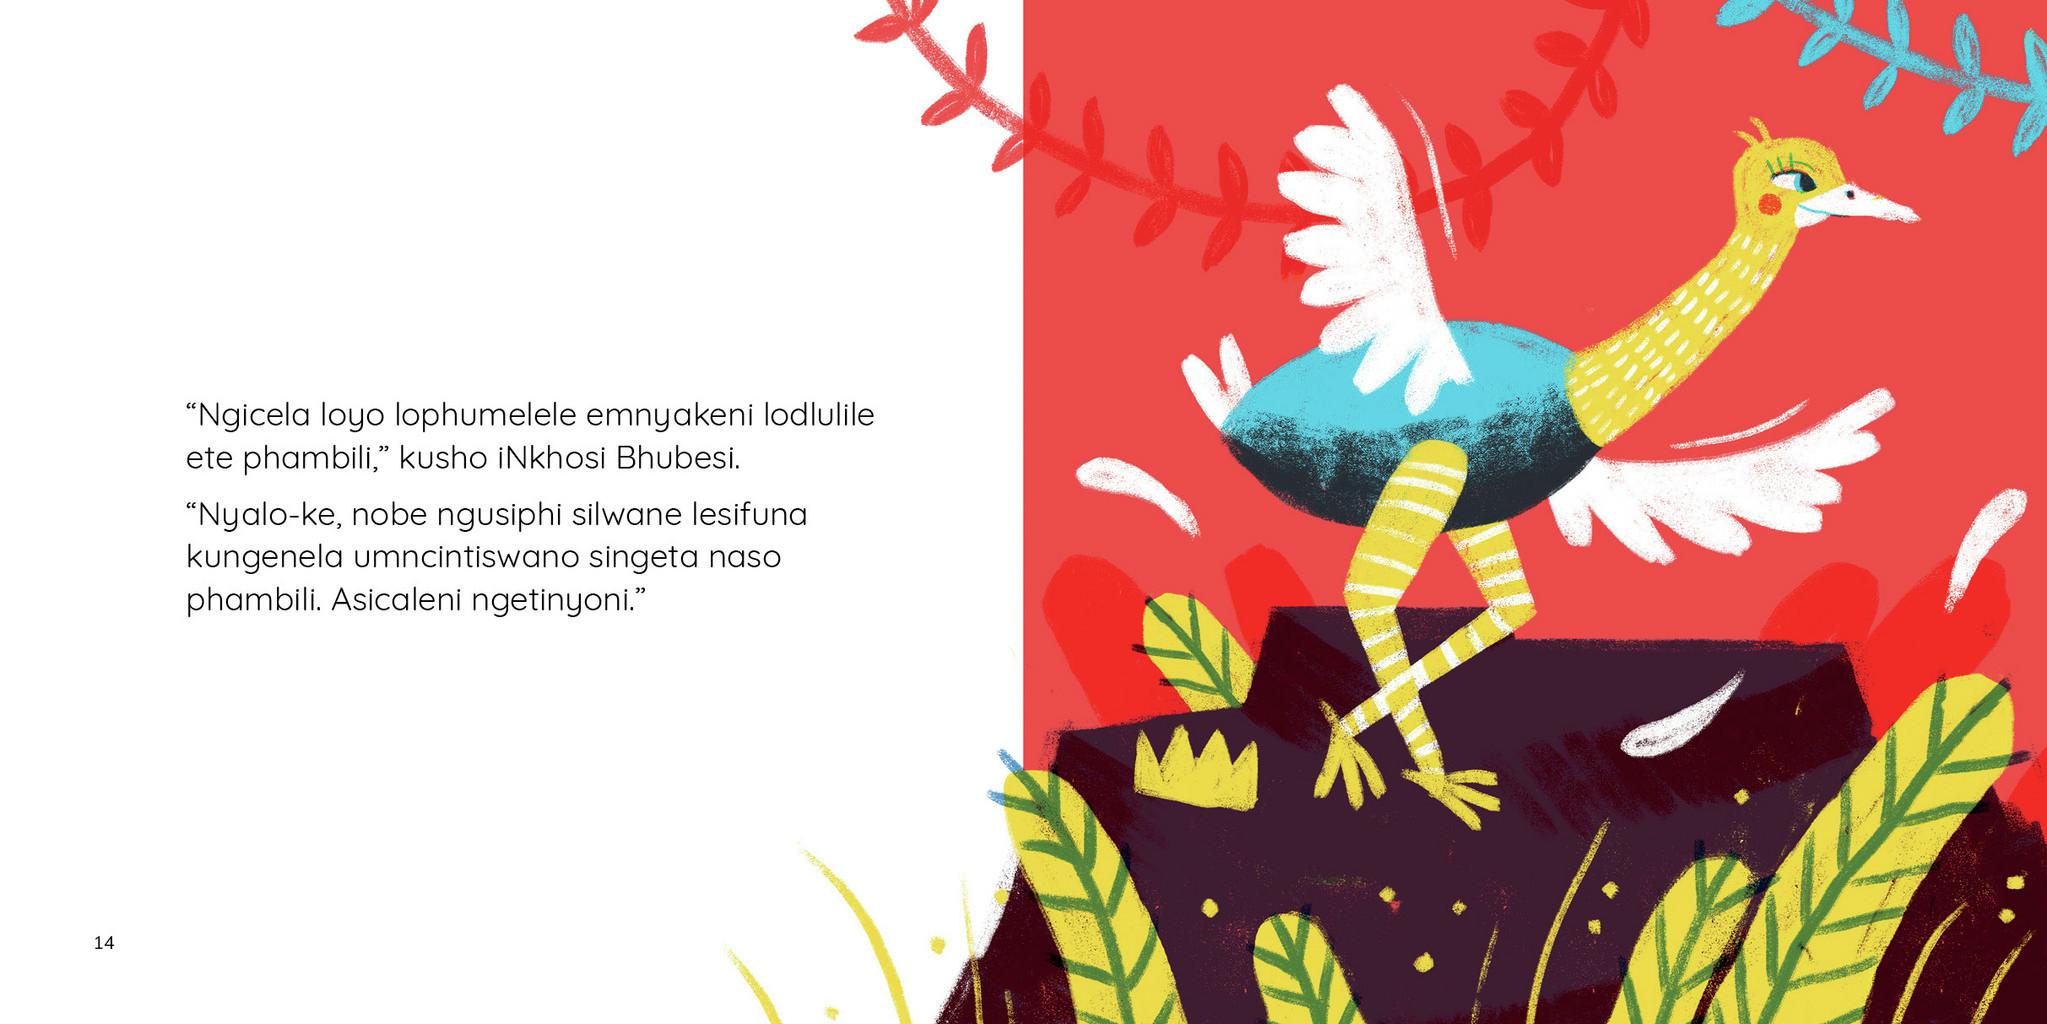 “Ngicela loyo lophumelele emnyakeni lodlulile
ete phambili,” kusho iNkhosi Bhubesi.
“Nyalo-ke, nobe ngusiphi silwane lesifuna
kungenela umncintiswano singeta naso
phambili. Asicaleni ngetinyoni.”
14